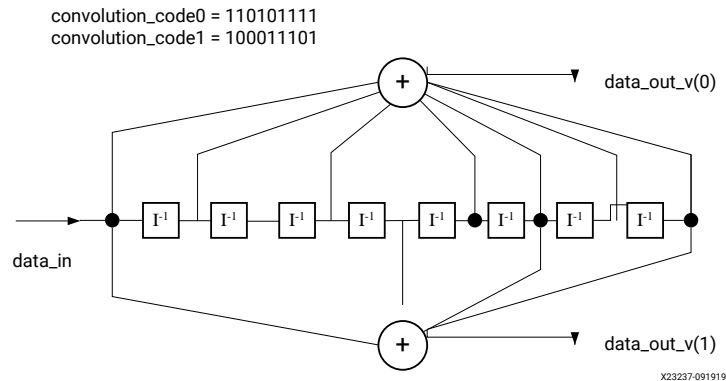 convolution_code0 = 110101111
convolution_code1 = 100011101
+
data_out_v(0)
I-1 I-1 I-1 I-1 I-1 I-1 I-1 I-1
data_in
+
data_out_v(1)
X23237-091919